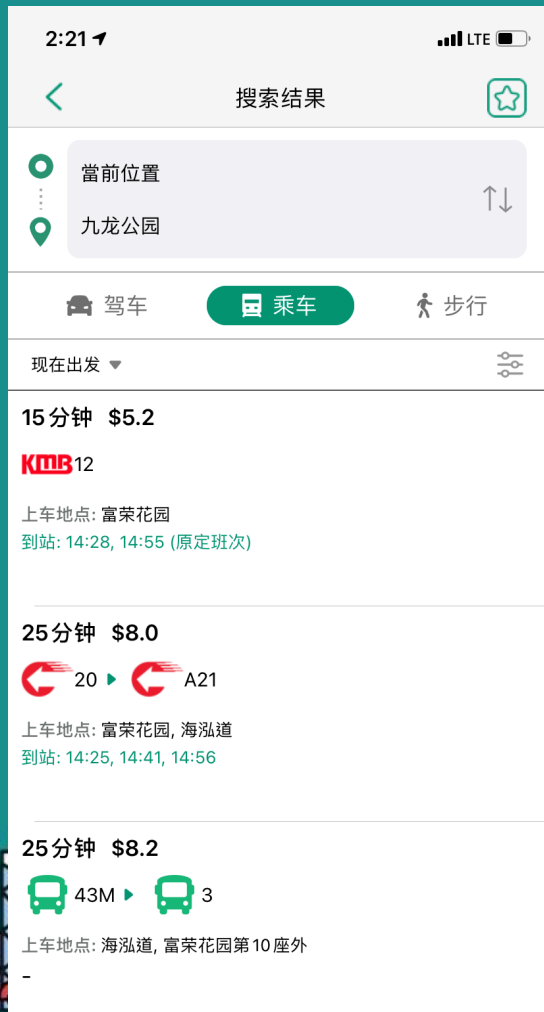 2:21
LTE
搜索结果
當前位置
九龙公园
驾车
乘车
步行
现在出发
15分钟 $5.2
KMB 12
上车地点: 富荣花园
到站: 14:28, 14:55 (原定班次)
25分钟 $8.0
20 A21
上车地点: 富荣花园, 海泓道
到站: 14:25, 14:41, 14:56
25分钟 $8.2
43M 3
上车地点: 海泓道, 富荣花园第10座外
-